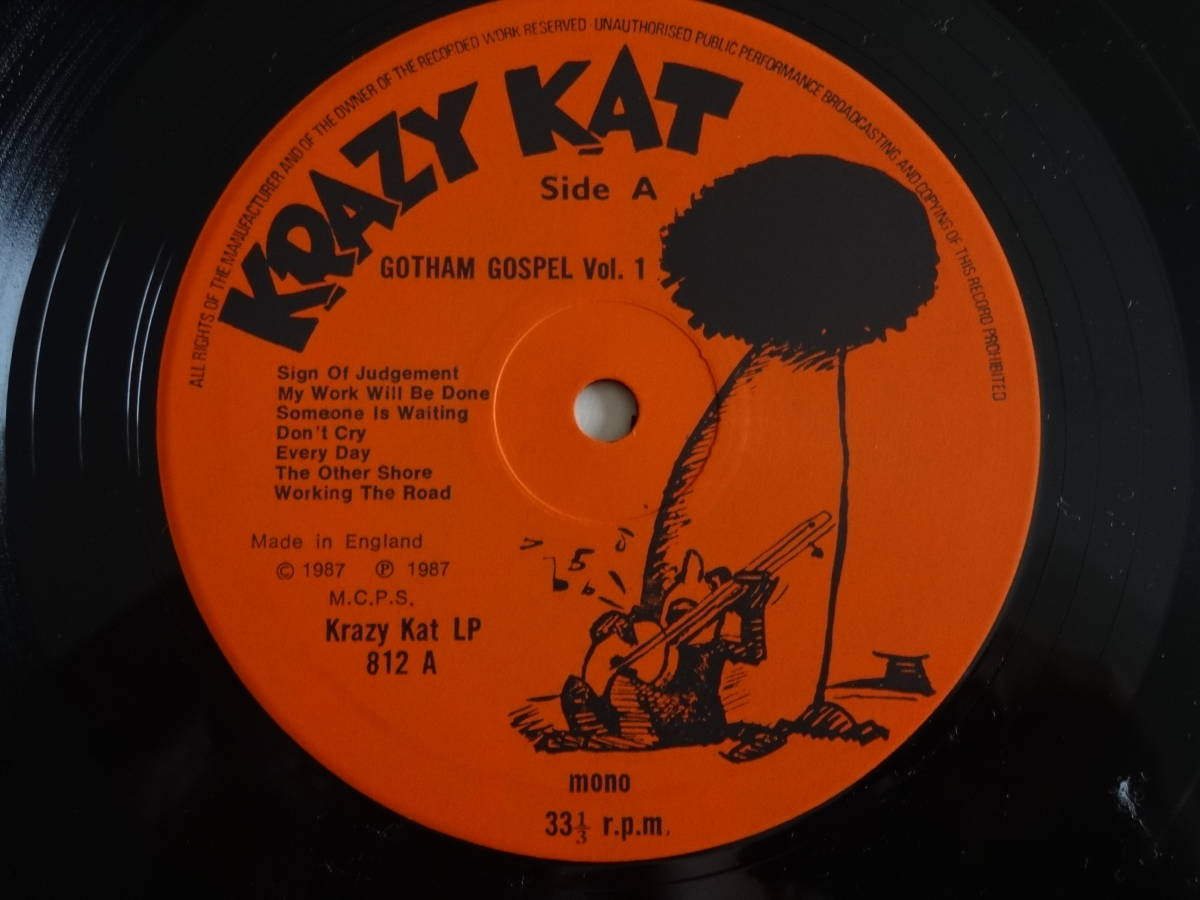 ALL RIGHTS OF THE MANUFACTURER AND OF THE OWNER OF THE RECORDED WORK RESERVED · UNAUTHORISED PUBLIC PERFORMANCE BROADCASTING AND COPYING OF THIS RECORD PROHIBITED
KRAZY KAT
Side A
GOTHAM GOSPEL Vol. 1
Sign Of Judgement
My Work Will Be Done
Someone Is Waiting
Don't Cry
Every Day
The Other Shore
Working The Road
Made in England
© 1987 ℗ 1987
M.C.P.S.
Krazy Kat LP
812 A
mono
33⅓ r.p.m.